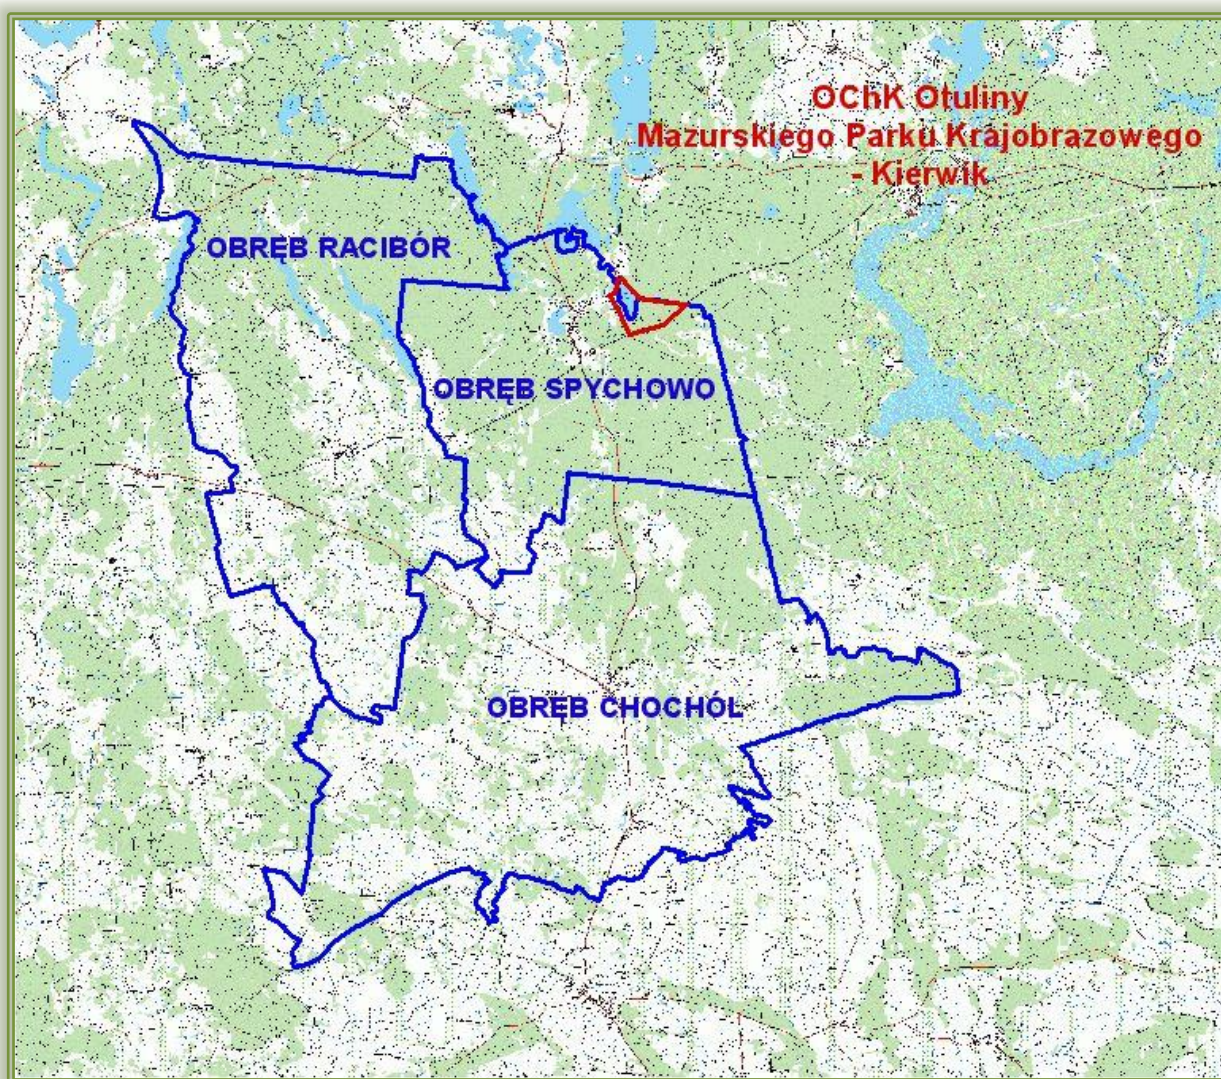 OChK Otuliny
Mazurskiego Parku Krajobrazowego
- Kierwik
OBRĘB RACIBÓR
OBRĘB SPYCHOWO
OBRĘB CHOCHÓL